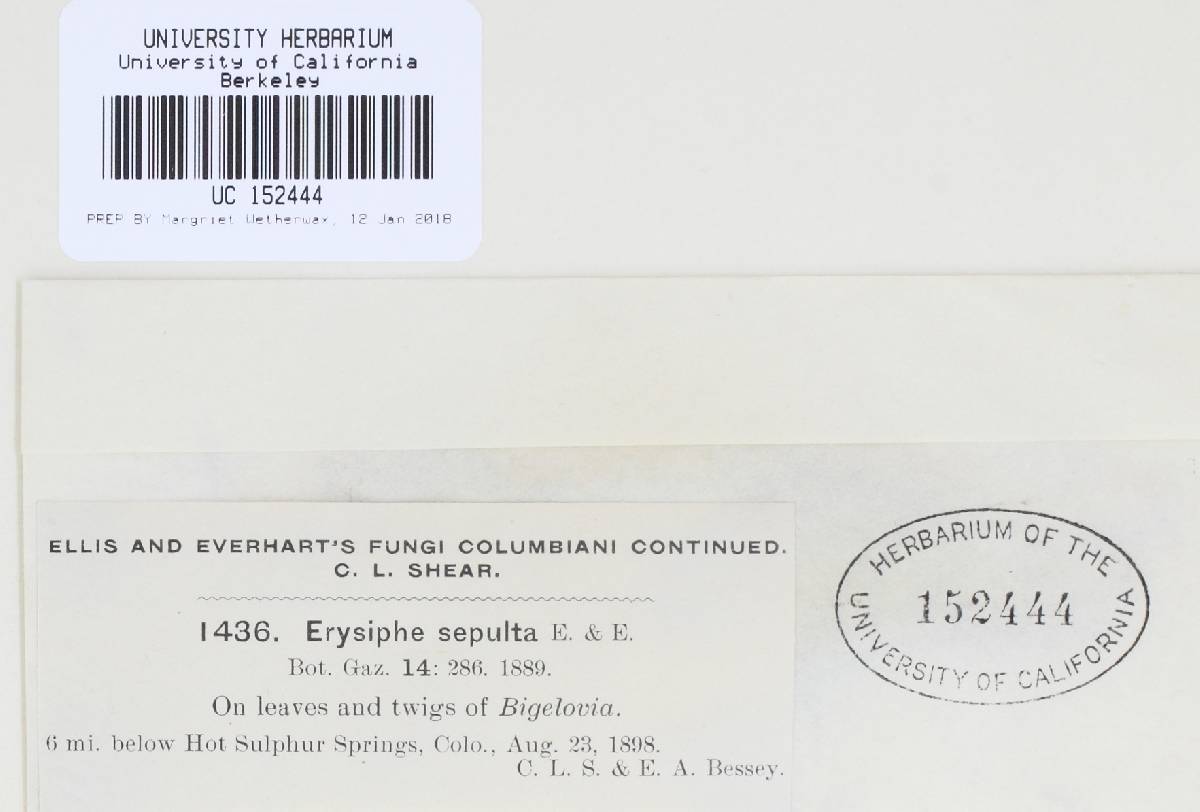 UNIVERSITY HERBARIUM
University of California
Berkeley
UC 152444
PREP BY Margriet Wetherwax, 12 Jan 2018
ELLIS AND EVERHART'S FUNGI COLUMBIANI CONTINUED.
C. L. SHEAR.
1436. Erysiphe sepulta E. & E.
Bot. Gaz. 14: 286. 1889.
On leaves and twigs of Bigelovia.
6 mi. below Hot Sulphur Springs, Colo., Aug. 23, 1898.
C. L. S. & E. A. Bessey.
HERBARIUM OF THE
152444
UNIVERSITY OF CALIFORNIA